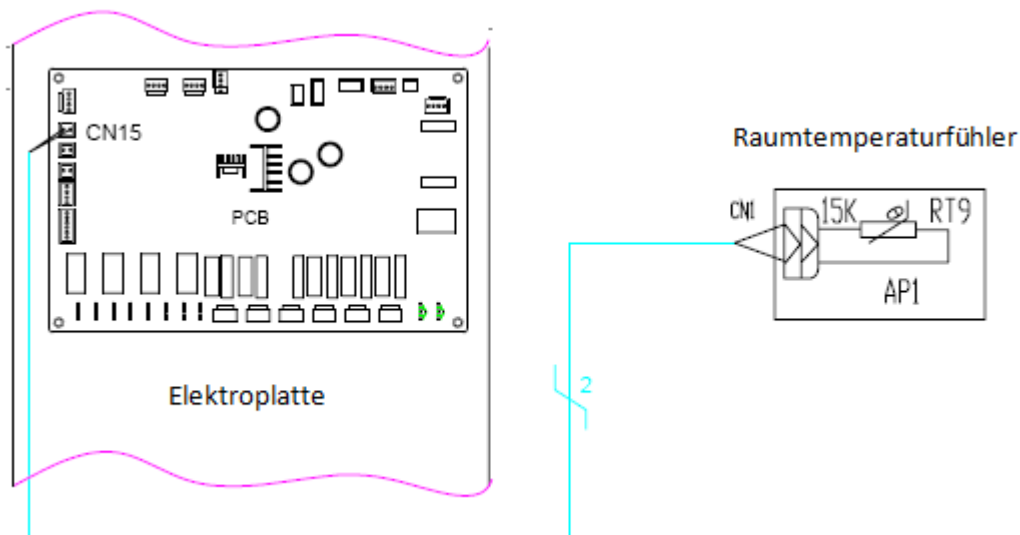 CN15
PCB
Elektroplatte
Raumtemperaturfühler
CN1
15K
RT9
AP1
2